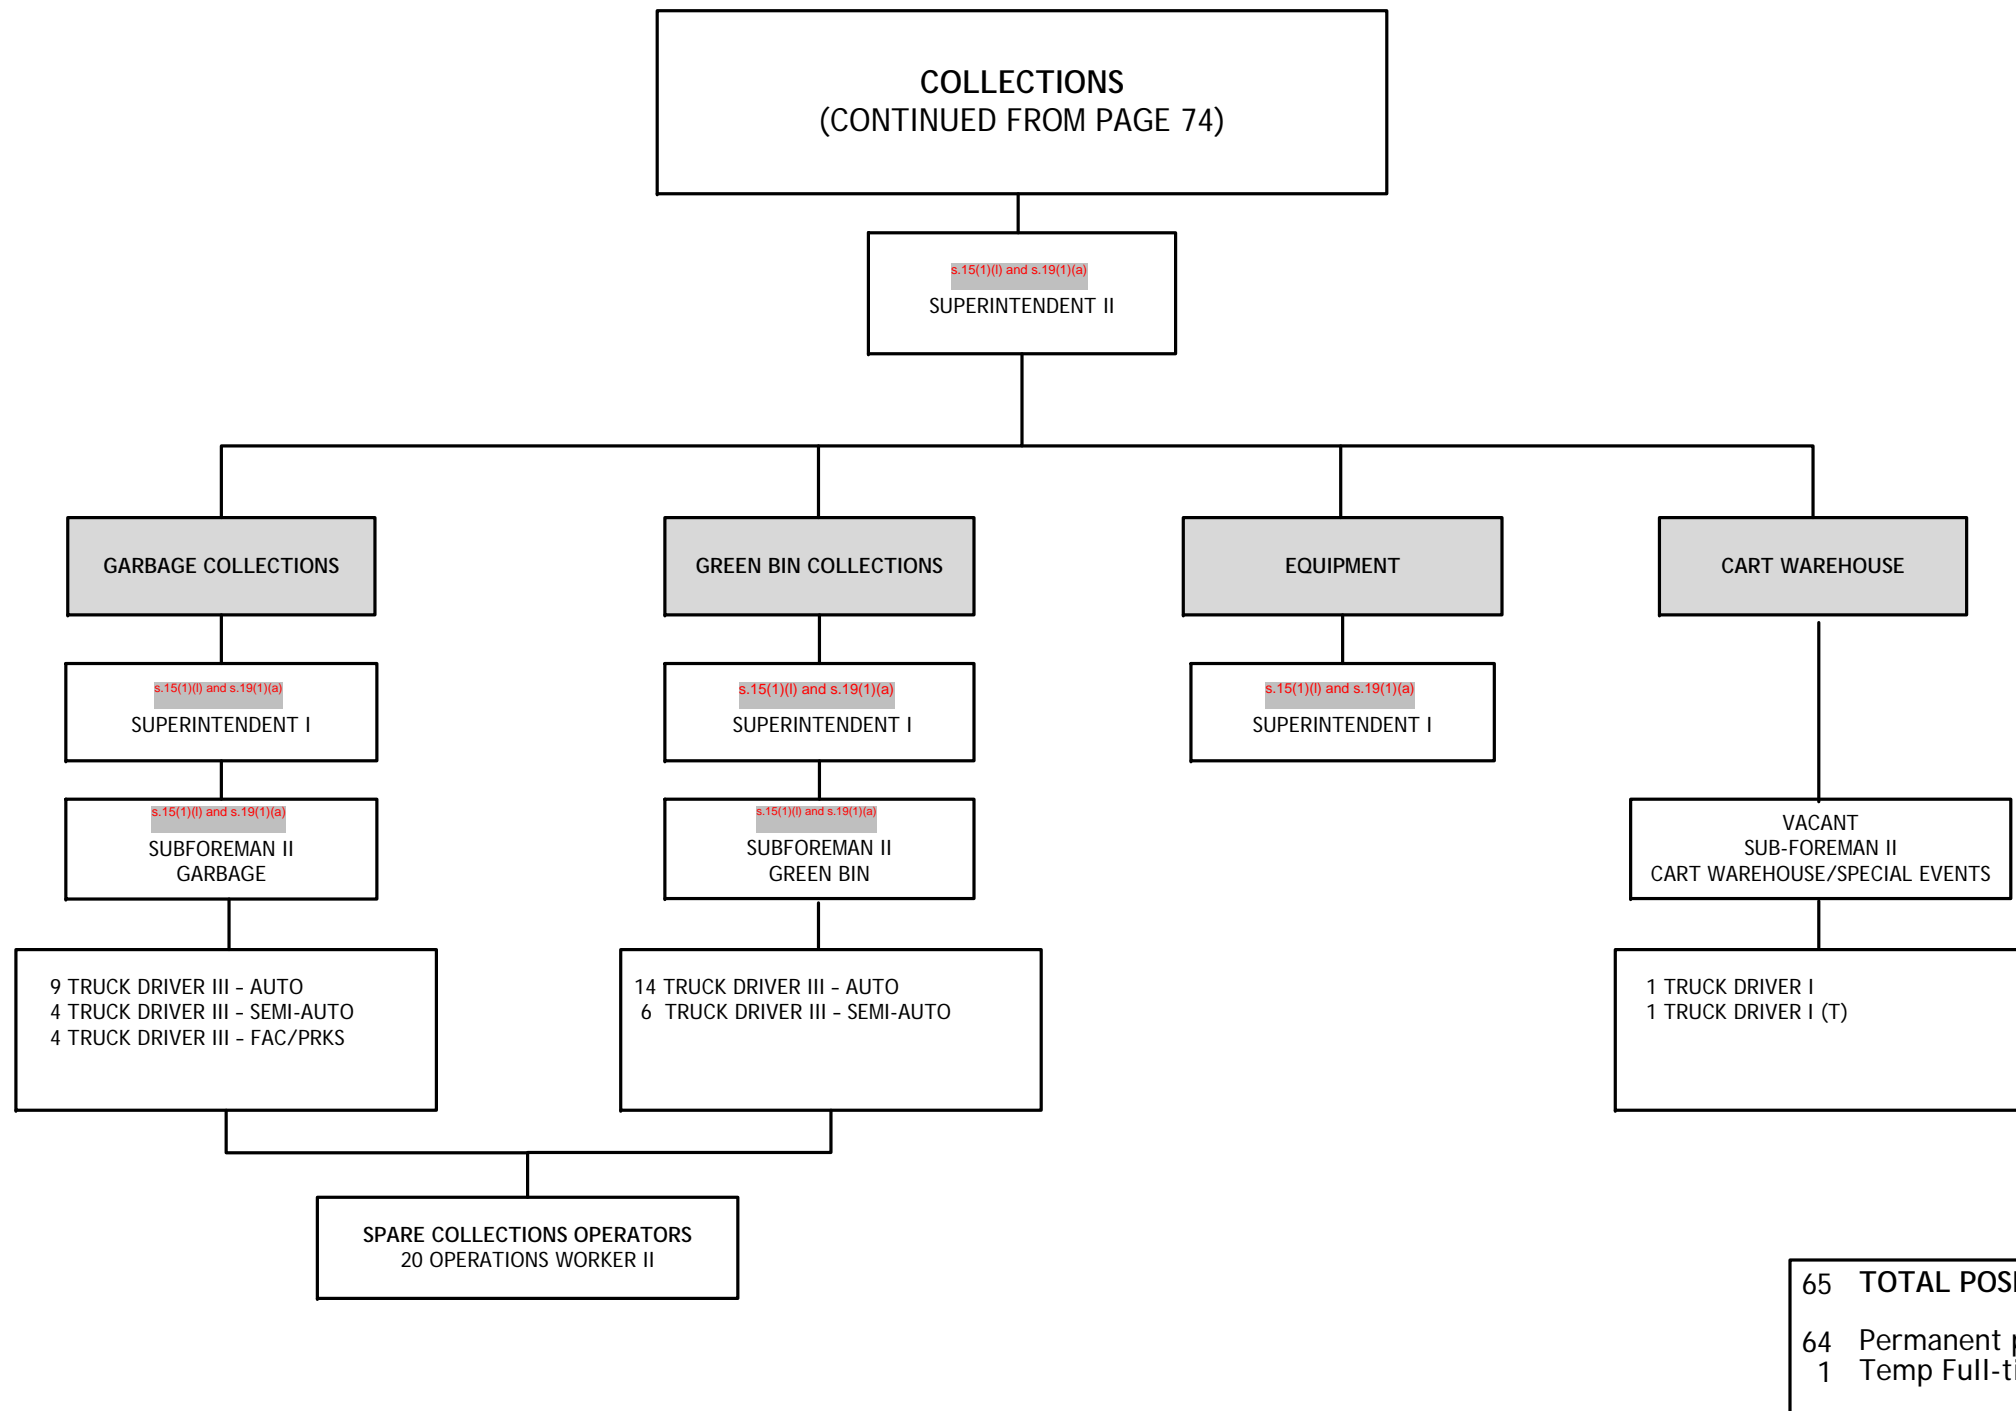 COLLECTIONS
(CONTINUED FROM PAGE 74)
s.15(1)(l) and s.19(1)(a)
SUPERINTENDENT II
GARBAGE COLLECTIONS
s.15(1)(l) and s.19(1)(a)
SUPERINTENDENT I
s.15(1)(l) and s.19(1)(a)
SUBFOREMAN II
GARBAGE
9 TRUCK DRIVER III – AUTO
4 TRUCK DRIVER III – SEMI-AUTO
4 TRUCK DRIVER III – FAC/PRKS
GREEN BIN COLLECTIONS
s.15(1)(l) and s.19(1)(a)
SUPERINTENDENT I
s.15(1)(l) and s.19(1)(a)
SUBFOREMAN II
GREEN BIN
14 TRUCK DRIVER III – AUTO
6 TRUCK DRIVER III – SEMI-AUTO
SPARE COLLECTIONS OPERATORS
20 OPERATIONS WORKER II
EQUIPMENT
s.15(1)(l) and s.19(1)(a)
SUPERINTENDENT I
CART WAREHOUSE
VACANT
SUB-FOREMAN II
CART WAREHOUSE/SPECIAL EVENTS
1 TRUCK DRIVER I
1 TRUCK DRIVER I (T)
65 TOTAL
64 Permanent
1 Temp